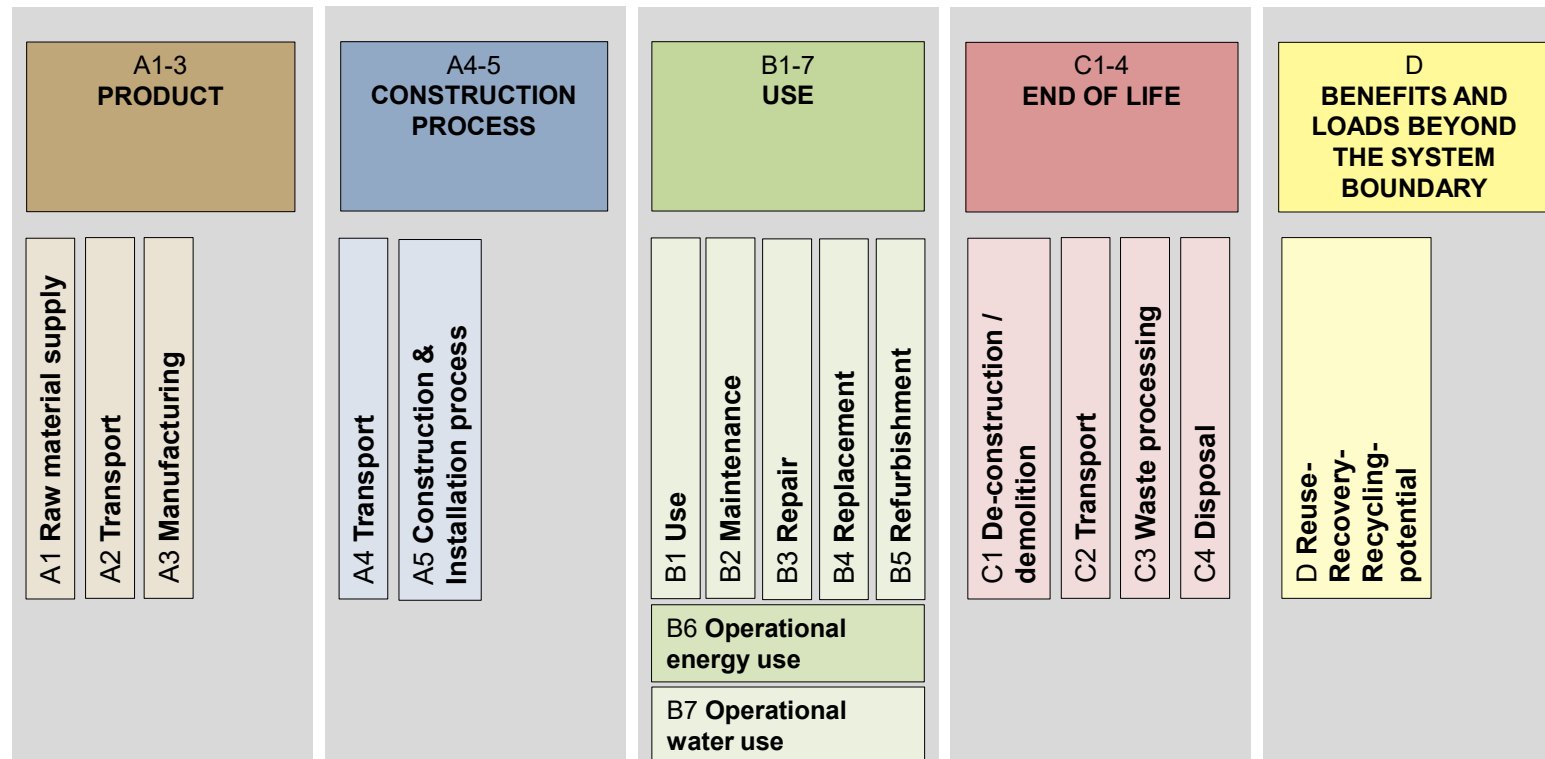 A1-3
PRODUCT
A4-5
CONSTRUCTION
PROCESS
B1-7
USE
C1-4
END OF LIFE
D
BENEFITS AND
LOADS BEYOND
THE SYSTEM
BOUNDARY
A1 Raw material supply
A2 Transport
A3 Manufacturing
A4 Transport
A5 Construction &
Installation process
B1 Use
B2 Maintenance
B3 Repair
B4 Replacement
B5 Refurbishment
B6 Operational
energy use
B7 Operational
water use
C1 De-construction /
demolition
C2 Transport
C3 Waste processing
C4 Disposal
D Reuse-
Recovery-
Recycling-
potential